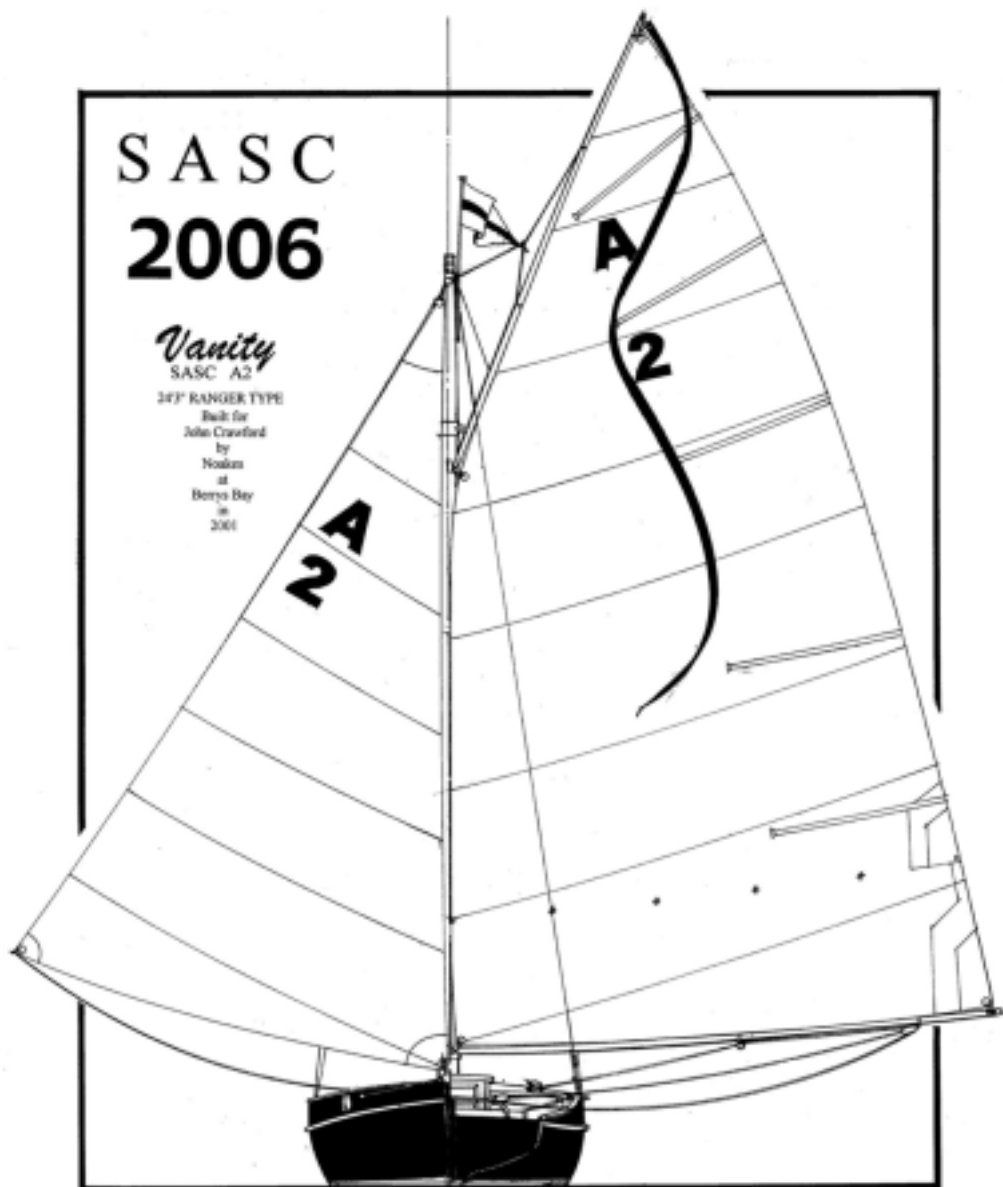 SASC
2006
Vanity
SASC A2
24'3" RANGER TYPE
Built for
John Crawford
by
Noakes
at
Berrys Bay
in
2001
A
2
A
2